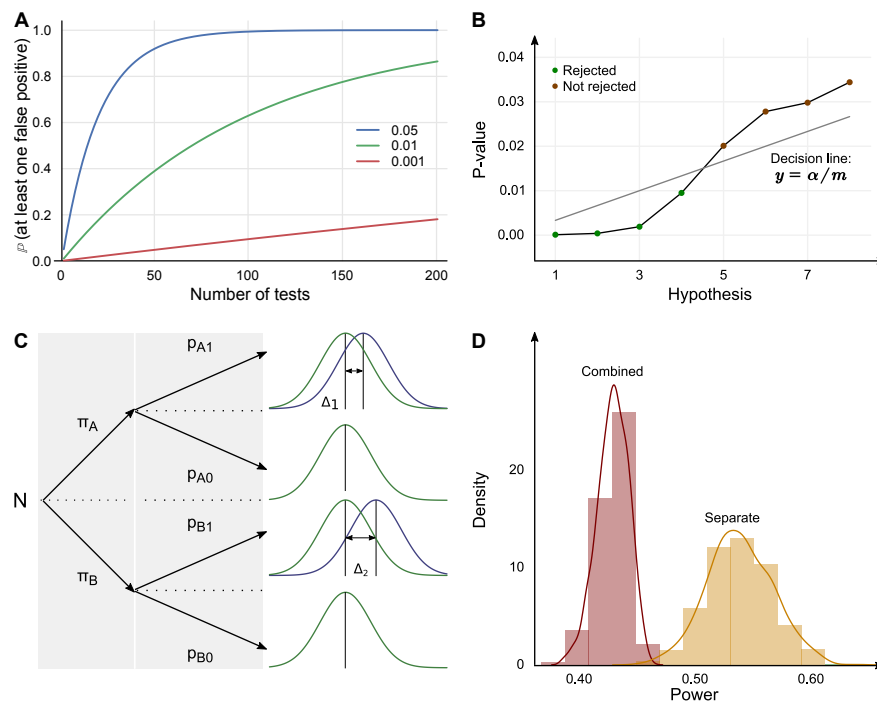 A
ℙ (at least one false positive)
1.0
0.8
0.6
0.4
0.2
0.0
0.05
0.01
0.001
0
50
100
150
200
Number of tests
B
P-value
0.04
0.03
0.02
0.01
0.00
Rejected
Not rejected
Decision line:
y = α/m
1
3
5
7
Hypothesis
C
N
πA
πB
pA1
pA0
pB1
pB0
Δ1
Δ2
D
Density
20
10
0
Combined
Separate
0.40
0.50
0.60
Power